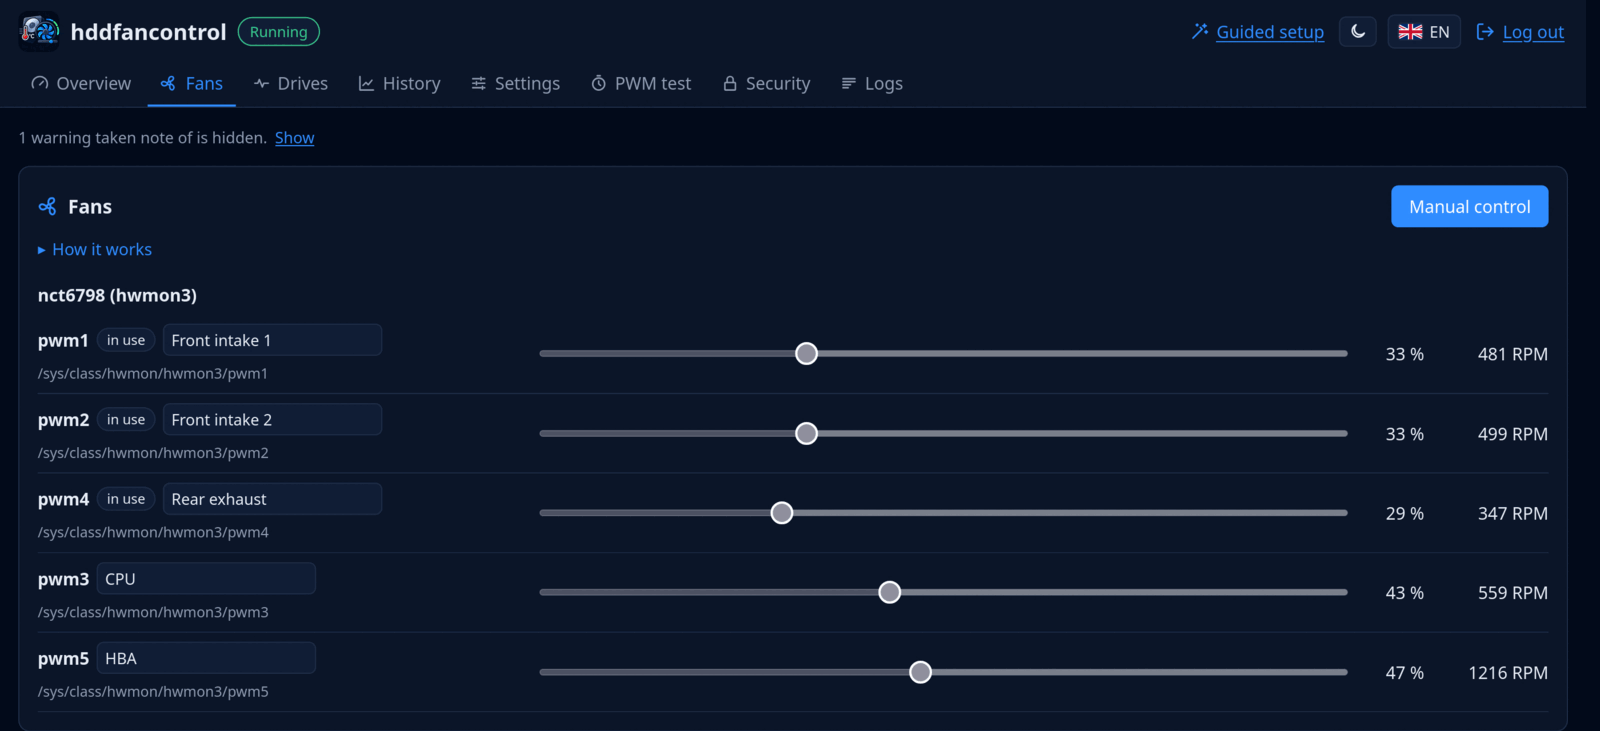 hddfancontrol Running Guided setup EN Log out
Overview Fans Drives History Settings PWM test Security Logs
1 warning taken note of is hidden. Show
Fans Manual control
How it works
nct6798 (hwmon3)
pwm1 in use Front intake 1
33 % 481 RPM
/sys/class/hwmon/hwmon3/pwm1
pwm2 in use Front intake 2
33 % 499 RPM
/sys/class/hwmon/hwmon3/pwm2
pwm4 in use Rear exhaust
29 % 347 RPM
/sys/class/hwmon/hwmon3/pwm4
pwm3 CPU
43 % 559 RPM
/sys/class/hwmon/hwmon3/pwm3
pwm5 HBA
47 % 1216 RPM
/sys/class/hwmon/hwmon3/pwm5